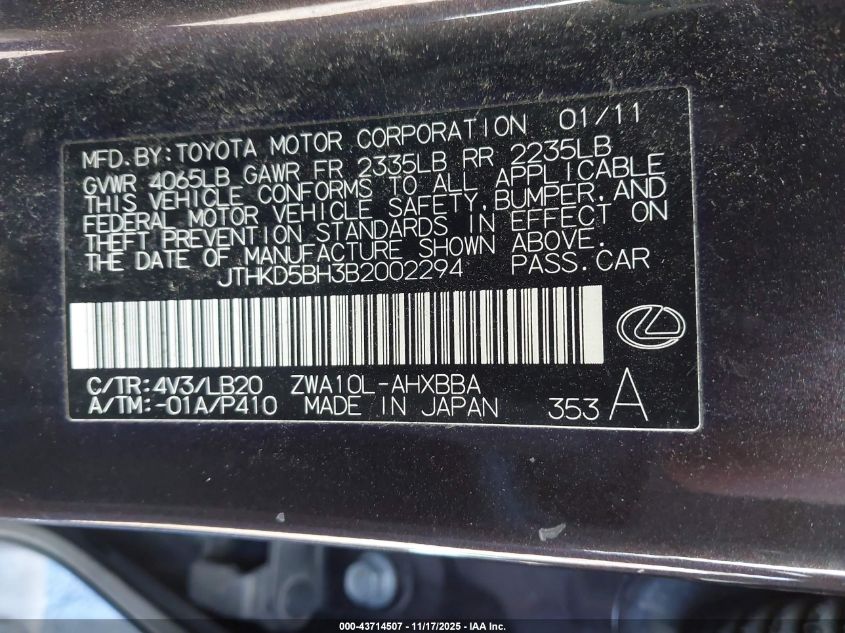 MFD.BY:TOYOTA MOTOR CORPORATION 01/11
GVWR 4065LB GAWR FR 2335LB RR 2235LB
THIS VEHICLE CONFORMS TO ALL APPLICABLE
FEDERAL MOTOR VEHICLE SAFETY,BUMPER,AND
THEFT PREVENTION STANDARDS IN EFFECT ON
THE DATE OF MANUFACTURE SHOWN ABOVE.
JTHKD5BH3B2002294 PASS.CAR
C/TR:4V3/LB20 ZWA10L-AHXBBA
A/TM:-01A/P410 MADE IN JAPAN 353 A
000-43714507 - 11/17/2025 - IAA Inc.